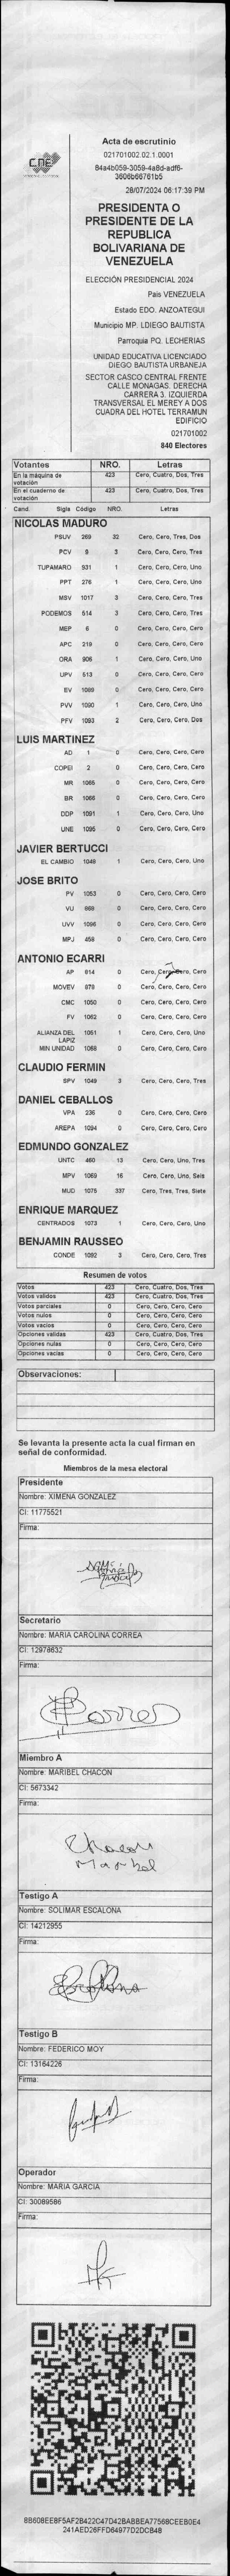 CNE
Acta de escrutinio
021701002.02.1.0001
84a4b059-3059-4a8d-adf6-
3606b66761b5
28/07/2024 06:17:39 PM
PRESIDENTA O
PRESIDENTE DE LA
REPUBLICA
BOLIVARIANA DE
VENEZUELA
ELECCIÓN PRESIDENCIAL 2024
Pais VENEZUELA
Estado EDO. ANZOATEGUI
Municipio MP. LDIEGO BAUTISTA
Parroquia PQ. LECHERIAS
UNIDAD EDUCATIVA LICENCIADO
DIEGO BAUTISTA URBANEJA
SECTOR CASCO CENTRAL FRENTE
CALLE MONAGAS. DERECHA
CARRERA 3. IZQUIERDA
TRANSVERSAL EL MEREY A DOS
CUADRA DEL HOTEL TERRAMUN
EDIFICIO
021701002
840 Electores
Votantes NRO. Letras
En la máquina de votación 423 Cero, Cuatro, Dos, Tres
En el cuaderno de votación 423 Cero, Cuatro, Dos, Tres
Cand. Sigla Código NRO. Letras
NICOLAS MADURO
PSUV 269 32 Cero, Cero, Tres, Dos
PCV 9 3 Cero, Cero, Cero, Tres
TUPAMARO 931 1 Cero, Cero, Cero, Uno
PPT 276 1 Cero, Cero, Cero, Uno
MSV 1017 3 Cero, Cero, Cero, Tres
PODEMOS 514 3 Cero, Cero, Cero, Tres
MEP 6 0 Cero, Cero, Cero, Cero
APC 219 0 Cero, Cero, Cero, Cero
ORA 906 1 Cero, Cero, Cero, Uno
UPV 513 0 Cero, Cero, Cero, Cero
EV 1089 0 Cero, Cero, Cero, Cero
PVV 1090 1 Cero, Cero, Cero, Uno
PFV 1093 2 Cero, Cero, Cero, Dos
LUIS MARTINEZ
AD 1 0 Cero, Cero, Cero, Cero
COPEI 2 0 Cero, Cero, Cero, Cero
MR 1065 0 Cero, Cero, Cero, Cero
BR 1066 0 Cero, Cero, Cero, Cero
DDP 1091 1 Cero, Cero, Cero, Uno
UNE 1095 0 Cero, Cero, Cero, Cero
JAVIER BERTUCCI
EL CAMBIO 1048 1 Cero, Cero, Cero, Uno
JOSE BRITO
PV 1053 0 Cero, Cero, Cero, Cero
VU 869 0 Cero, Cero, Cero, Cero
UVV 1096 0 Cero, Cero, Cero, Cero
MPJ 458 0 Cero, Cero, Cero, Cero
ANTONIO ECARRI
AP 614 0 Cero, Cero, Cero, Cero
MOVEV 879 0 Cero, Cero, Cero, Cero
CMC 1050 0 Cero, Cero, Cero, Cero
FV 1062 0 Cero, Cero, Cero, Cero
ALIANZA DEL LAPIZ 1051 1 Cero, Cero, Cero, Uno
MIN UNIDAD 1068 0 Cero, Cero, Cero, Cero
CLAUDIO FERMIN
SPV 1049 3 Cero, Cero, Cero, Tres
DANIEL CEBALLOS
VPA 236 0 Cero, Cero, Cero, Cero
AREPA 1094 0 Cero, Cero, Cero, Cero
EDMUNDO GONZALEZ
UNTC 460 13 Cero, Cero, Uno, Tres
MPV 1069 16 Cero, Cero, Uno, Seis
MUD 1075 337 Cero, Tres, Tres, Siete
ENRIQUE MARQUEZ
CENTRADOS 1073 1 Cero, Cero, Cero, Uno
BENJAMIN RAUSSEO
CONDE 1092 3 Cero, Cero, Cero, Tres
Resumen de votos
Votos 423 Cero, Cuatro, Dos, Tres
Votos validos 423 Cero, Cuatro, Dos, Tres
Votos parciales 0 Cero, Cero, Cero, Cero
Votos nulos 0 Cero, Cero, Cero, Cero
Votos vacios 0 Cero, Cero, Cero, Cero
Opciones validas 423 Cero, Cuatro, Dos, Tres
Opciones nulas 0 Cero, Cero, Cero, Cero
Opciones vacias 0 Cero, Cero, Cero, Cero
Observaciones:
Se levanta la presente acta la cual firman en
señal de conformidad.
Miembros de la mesa electoral
Presidente
Nombre: XIMENA GONZALEZ
CI: 11775521
Firma:
Secretario
Nombre: MARIA CAROLINA CORREA
CI: 12978632
Firma:
Miembro A
Nombre: MARIBEL CHACON
CI: 5673342
Firma:
Chacon
Maribel
Testigo A
Nombre: SOLIMAR ESCALONA
CI: 14212955
Firma:
Testigo B
Nombre: FEDERICO MOY
CI: 13164226
Firma:
Operador
Nombre: MARIA GARCIA
CI: 30089586
Firma:
8B608EE8F5AF2B422C47D42BABBEA77568CEEB0E4
241AED26FFD64977D2DCB48